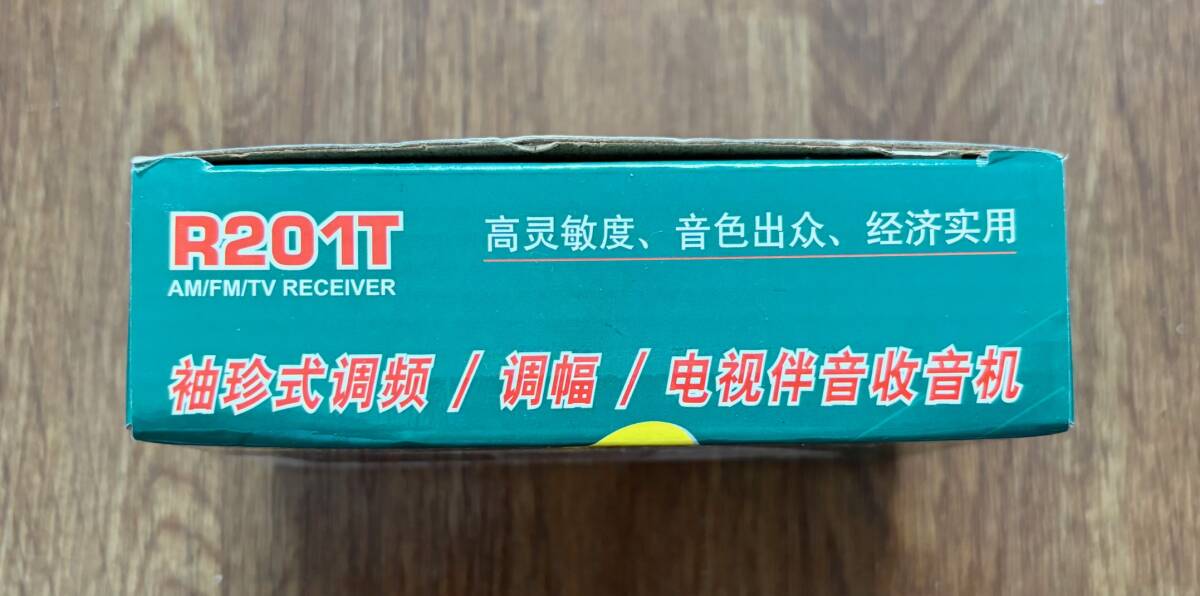 R201T
AM/FM/TV RECEIVER
高灵敏度、音色出众、经济实用
袖珍式调频 / 调幅 / 电视伴音收音机